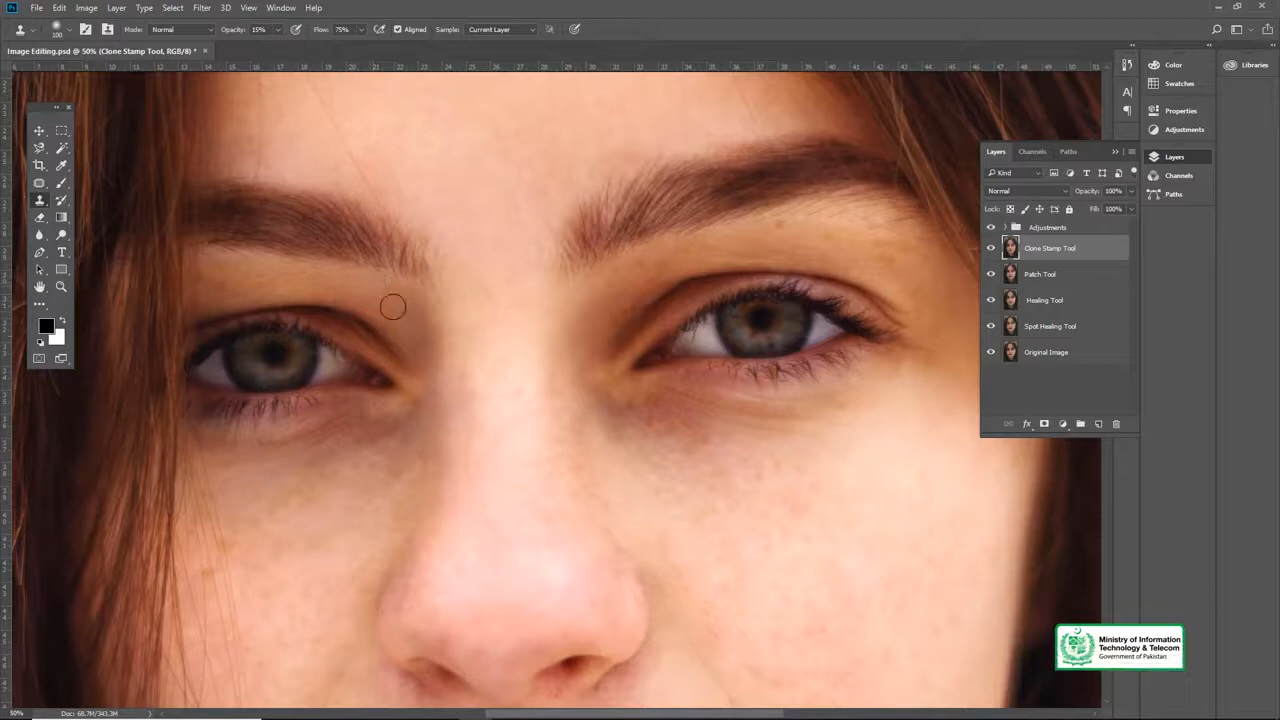 Ps File Edit Image Layer Type Select Filter 3D View Window Help
100 Mode: Normal Opacity: 15% Flow: 75% Aligned Sample: Current Layer
Image Editing.psd @ 50% (Clone Stamp Tool, RGB/8) *
Color
Swatches
Properties
Adjustments
Layers
Channels
Paths
Libraries
Layers Channels Paths
Kind
Normal Opacity: 100%
Lock: Fill: 100%
Adjustments
Clone Stamp Tool
Patch Tool
Healing Tool
Spot Healing Tool
Original Image
fx
Ministry of Information
Technology & Telecom
Government of Pakistan
50% Doc: 68.7M/343.3M